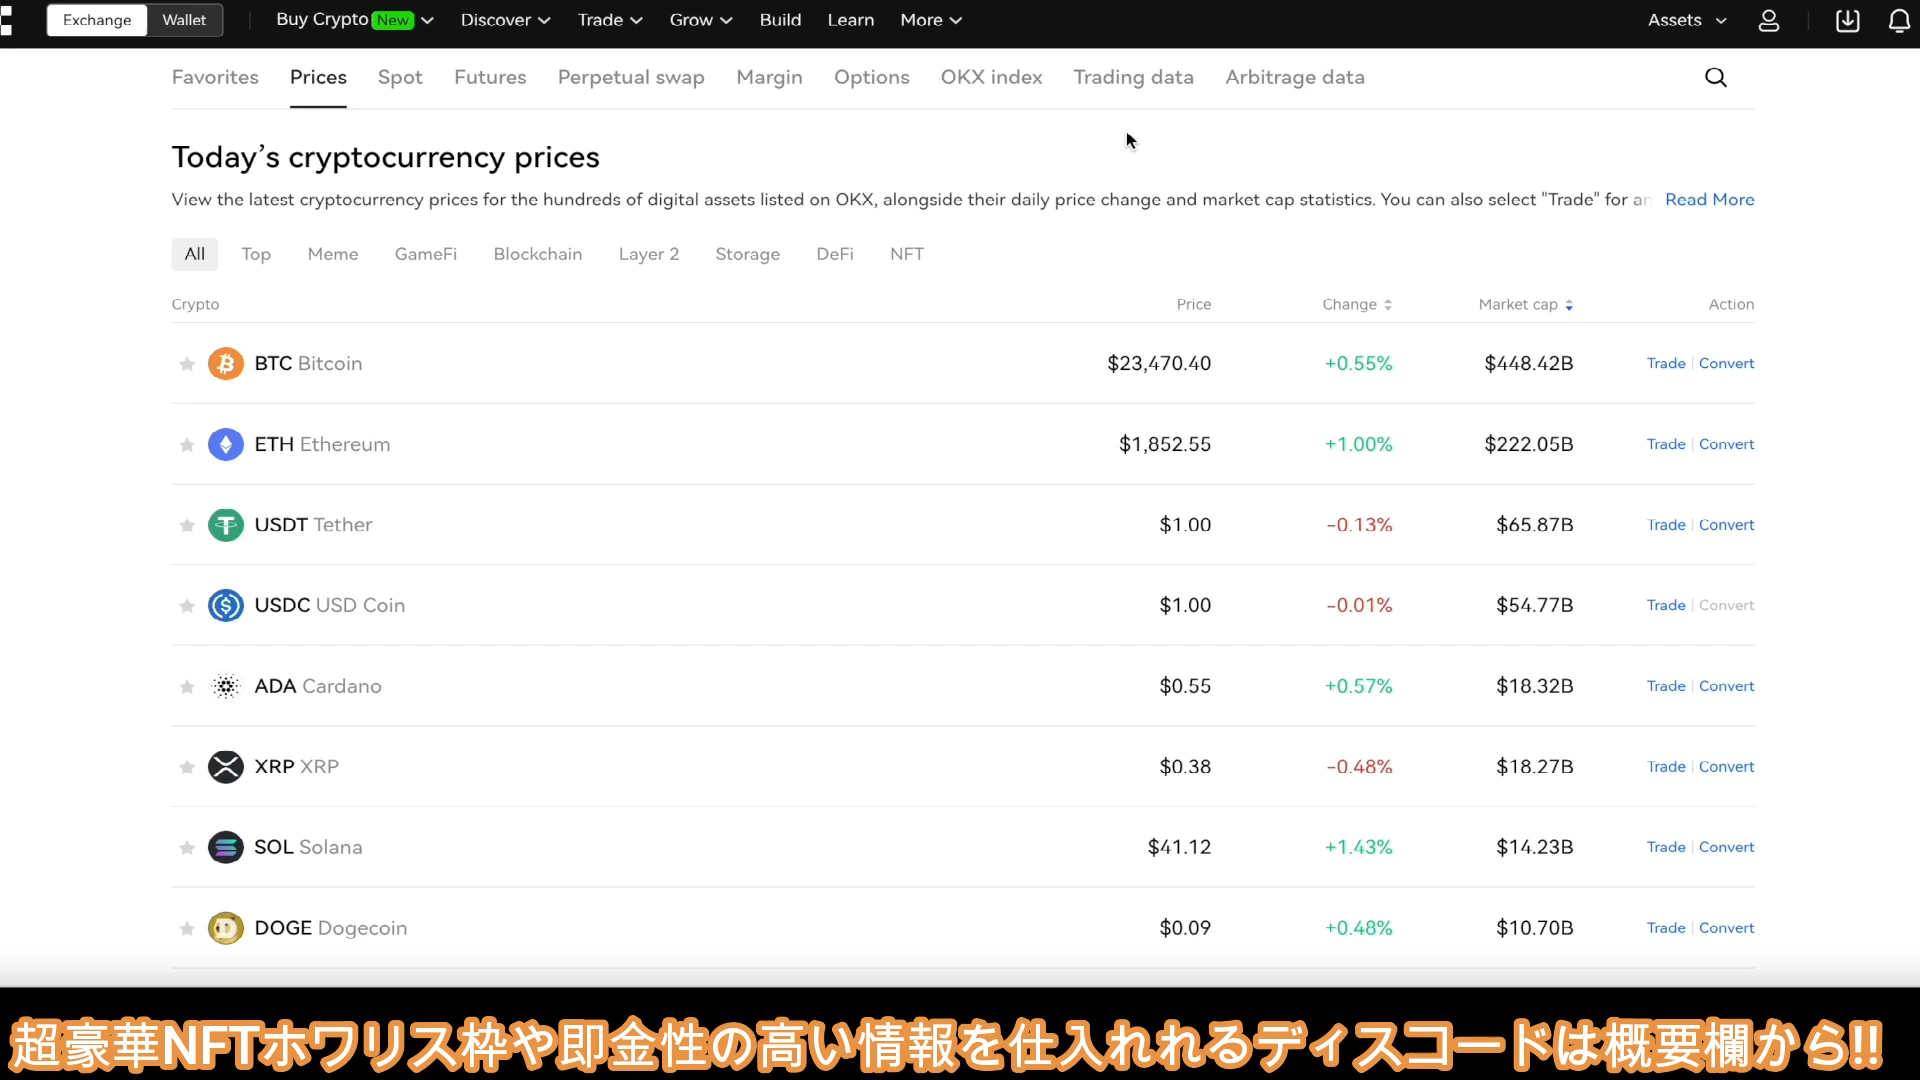 Exchange Wallet Buy Crypto New Discover Trade Grow Build Learn More Assets
Favorites Prices Spot Futures Perpetual swap Margin Options OKX index Trading data Arbitrage data
Today's cryptocurrency prices
View the latest cryptocurrency prices for the hundreds of digital assets listed on OKX, alongside their daily price change and market cap statistics. You can also select "Trade" for an Read More
All Top Meme GameFi Blockchain Layer 2 Storage DeFi NFT
Crypto Price Change Market cap Action
BTC Bitcoin $23,470.40 +0.55% $448.42B Trade | Convert
ETH Ethereum $1,852.55 +1.00% $222.05B Trade | Convert
USDT Tether $1.00 -0.13% $65.87B Trade | Convert
USDC USD Coin $1.00 -0.01% $54.77B Trade | Convert
ADA Cardano $0.55 +0.57% $18.32B Trade | Convert
XRP XRP $0.38 -0.48% $18.27B Trade | Convert
SOL Solana $41.12 +1.43% $14.23B Trade | Convert
DOGE Dogecoin $0.09 +0.48% $10.70B Trade | Convert
超豪華NFTホワリス枠や即金性の高い情報を仕入れれるディスコードは概要欄から!!